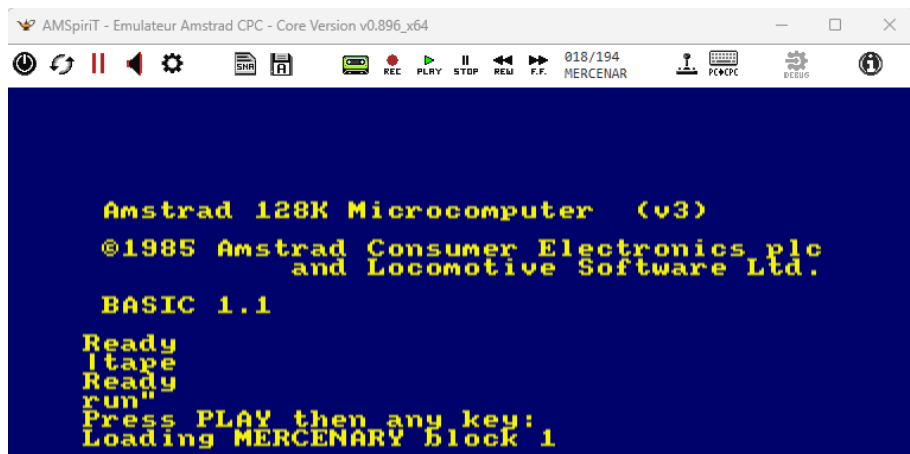 AMSpiriT - Emulateur Amstrad CPC - Core Version v0.896_x64
SNA A REC PLAY STOP REW F.F. 018/194 MERCENAR PC CPC DEBUG
Amstrad 128K Microcomputer (v3)
©1985 Amstrad Consumer Electronics plc
and Locomotive Software Ltd.
BASIC 1.1
Ready
|tape
Ready
run"
Press PLAY then any key:
Loading MERCENARY block 1